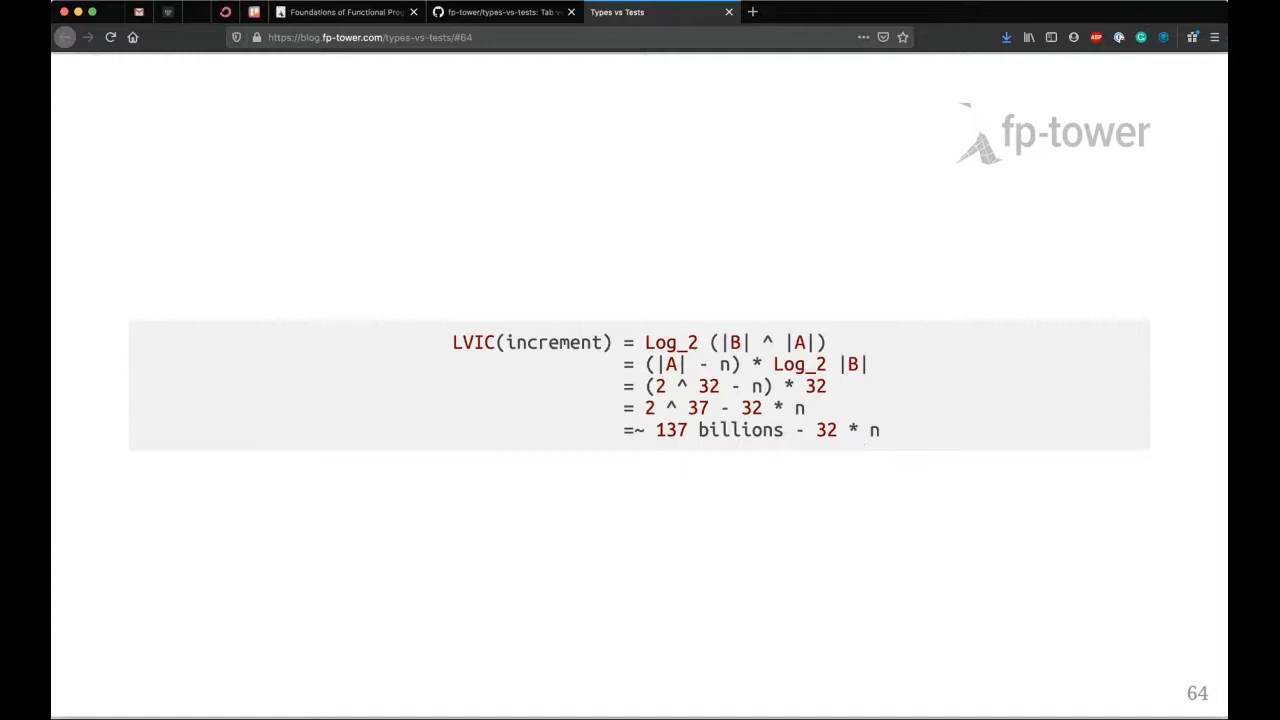 Foundations of Functional Prog
fp-tower/types-vs-tests: Tab v
Types vs Tests
https://blog.fp-tower.com/types-vs-tests/#64
ABP
fp-tower
LVIC(increment) = Log_2 (|B| ^ |A|)
= (|A| - n) * Log_2 |B|
= (2 ^ 32 - n) * 32
= 2 ^ 37 - 32 * n
=~ 137 billions - 32 * n
64